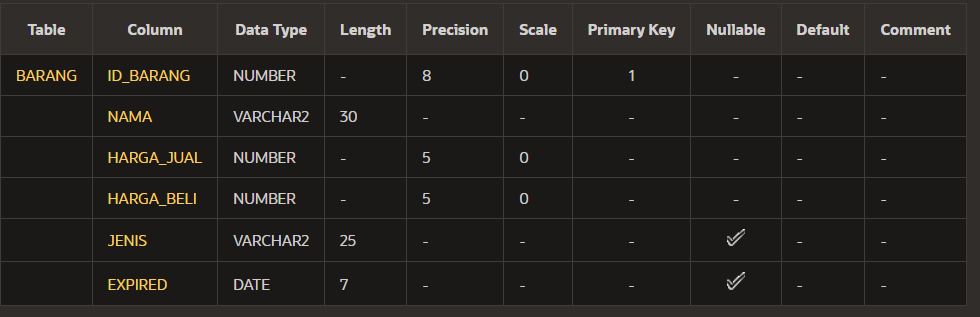 Table Column Data Type Length Precision Scale Primary Key Nullable Default Comment
BARANG ID_BARANG NUMBER - 8 0 1 - - -
NAMA VARCHAR2 30 - - - - - -
HARGA_JUAL NUMBER - 5 0 - - - -
HARGA_BELI NUMBER - 5 0 - - - -
JENIS VARCHAR2 25 - - - - -
EXPIRED DATE 7 - - - - -